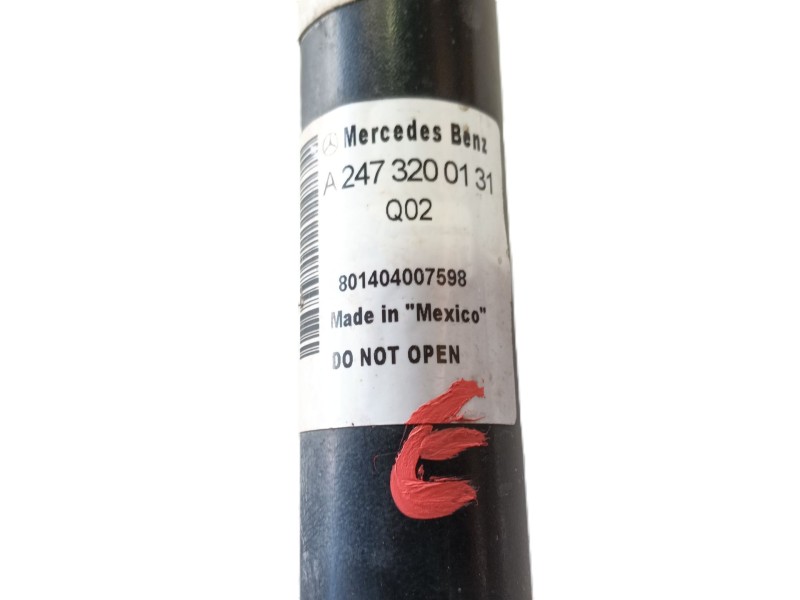 Mercedes Benz
A 247 320 01 31
Q02
801404007598
Made in "Mexico"
DO NOT OPEN
E